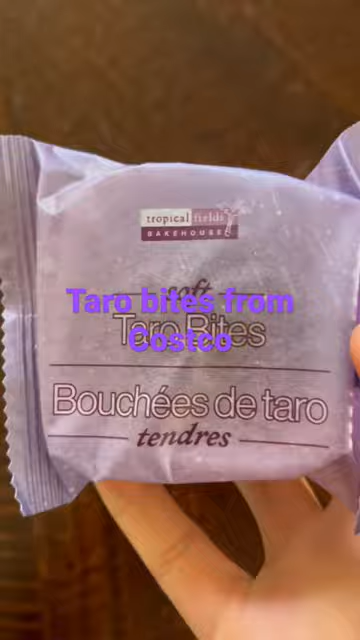 tropical fields
BAKEHOUSE
soft
Taro bites from
Taro Bites
Costco
Bouchées de taro
tendres